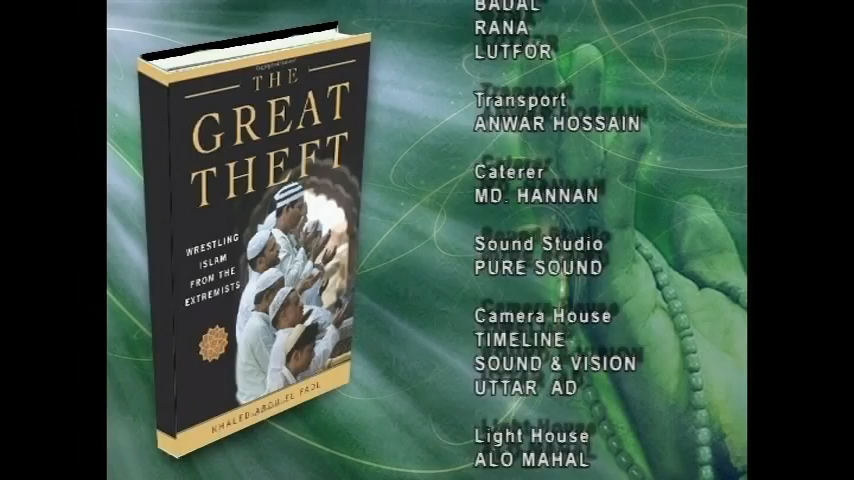 THE
GREAT
THEFT
WRESTLING
ISLAM
FROM THE
EXTREMISTS
KHALED ABOU EL FADL
BADAL
RANA
LUTFOR
Transport
ANWAR HOSSAIN
Caterer
MD. HANNAN
Sound Studio
PURE SOUND
Camera House
TIMELINE
SOUND & VISION
UTTAR AD
Light House
ALO MAHAL